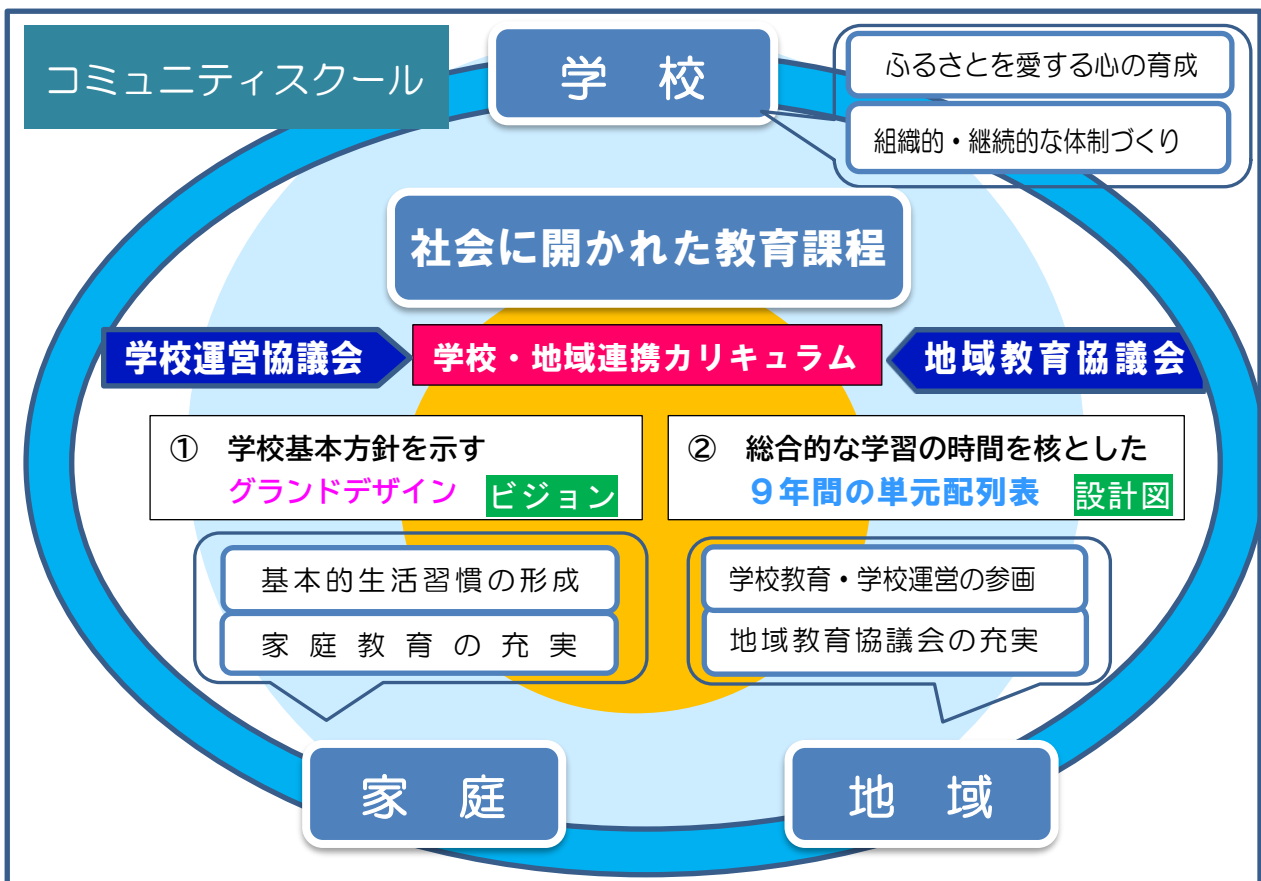 コミュニティスクール
学 校
ふるさとを愛する心の育成
組織的・継続的な体制づくり
社会に開かれた教育課程
学校運営協議会
学校・地域連携カリキュラム
地域教育協議会
① 学校基本方針を示す
グランドデザイン ビジョン
② 総合的な学習の時間を核とした
9年間の単元配列表 設計図
基本的生活習慣の形成
家庭教育の充実
学校教育・学校運営の参画
地域教育協議会の充実
家 庭
地 域